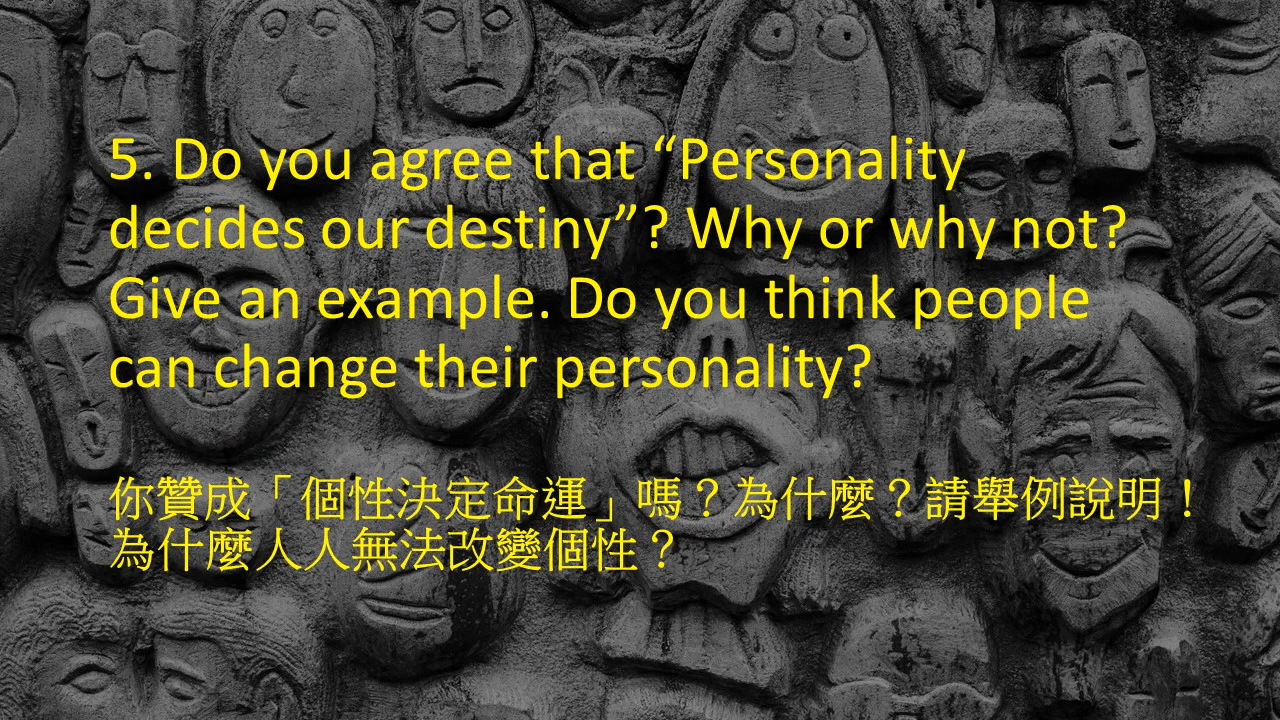 5. Do you agree that “Personality
decides our destiny”? Why or why not?
Give an example. Do you think people
can change their personality?
你贊成「個性決定命運」嗎？為什麼？請舉例說明！
為什麼人人無法改變個性？